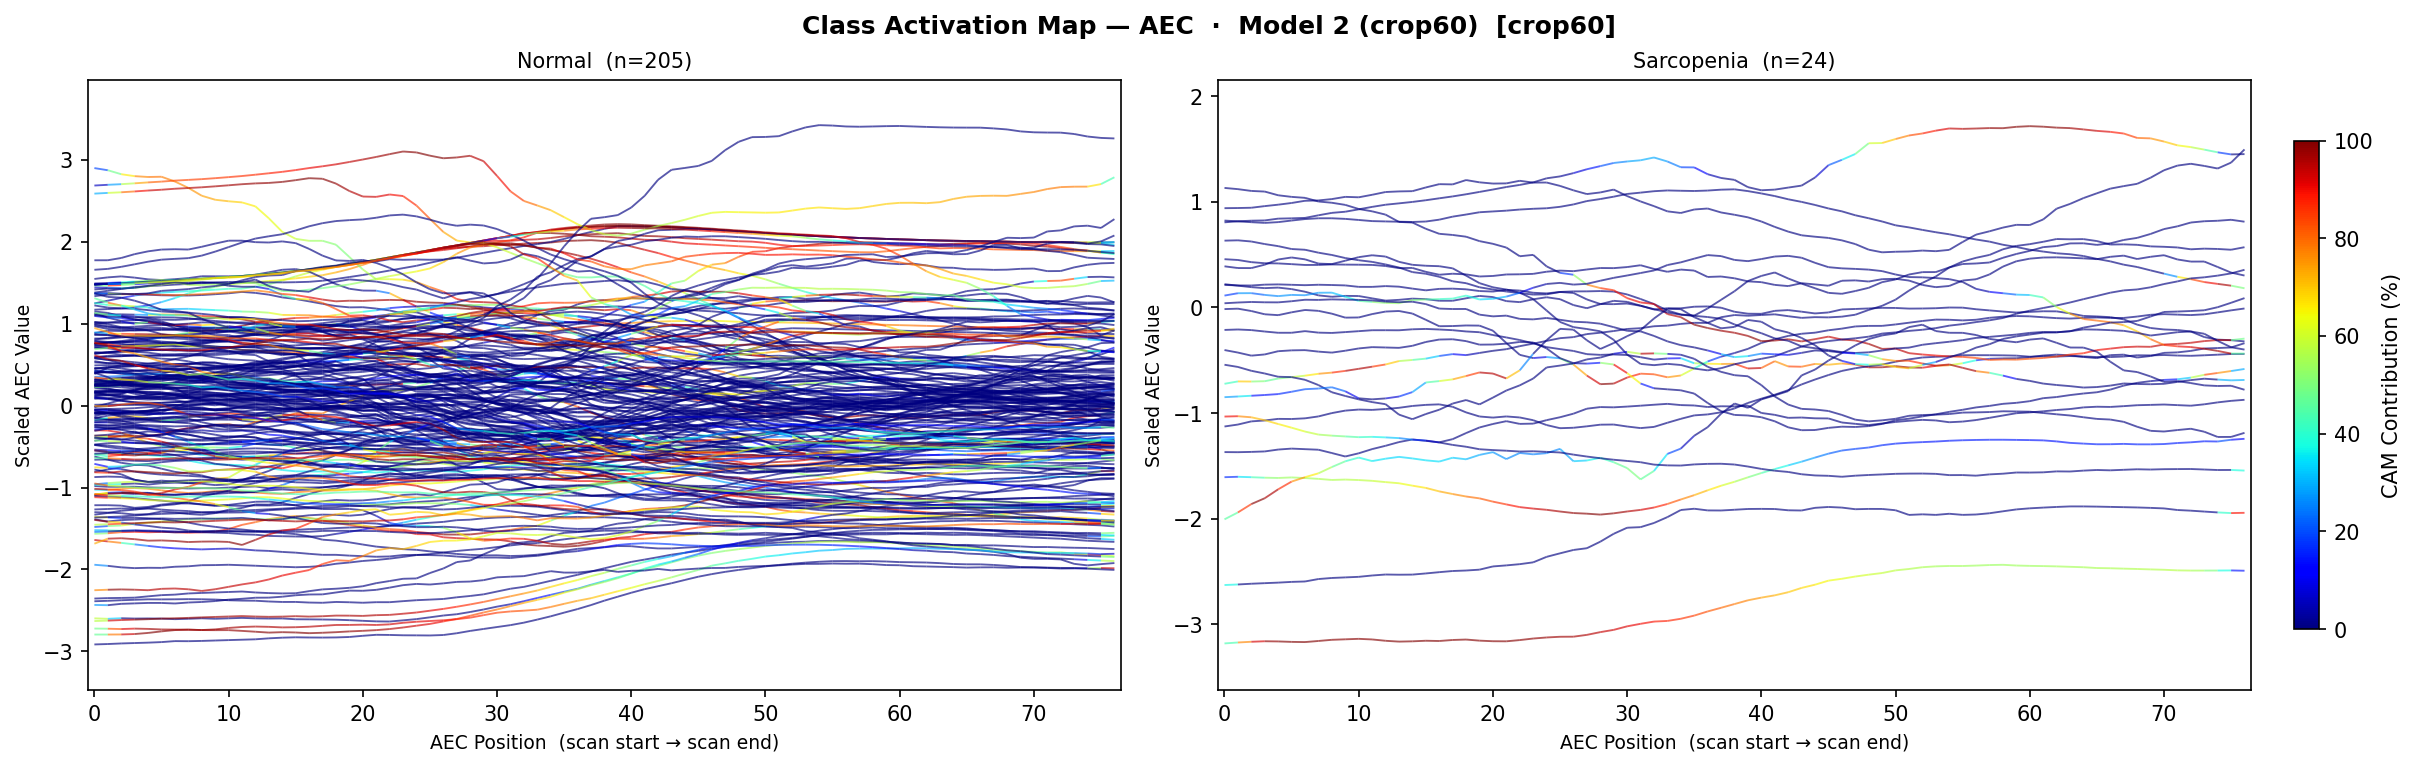 Class Activation Map — AEC · Model 2 (crop60) [crop60]
Normal (n=205)
Scaled AEC Value
3
2
1
0
−1
−2
−3
0 10 20 30 40 50 60 70
AEC Position (scan start → scan end)
Sarcopenia (n=24)
Scaled AEC Value
2
1
0
−1
−2
−3
0 10 20 30 40 50 60 70
AEC Position (scan start → scan end)
100
80
60
40
20
0
CAM Contribution (%)